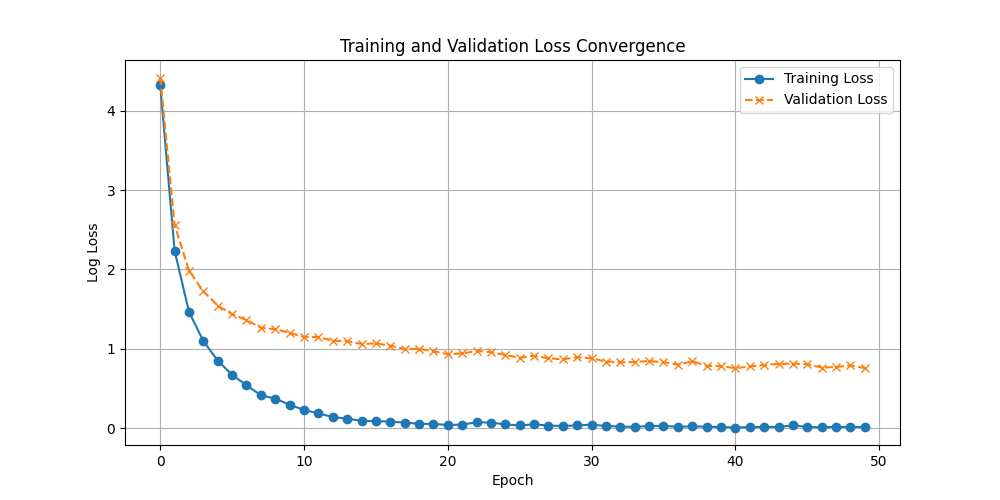 Training and Validation Loss Convergence
Training Loss
Validation Loss
Log Loss
4
3
2
1
0
0 10 20 30 40 50
Epoch